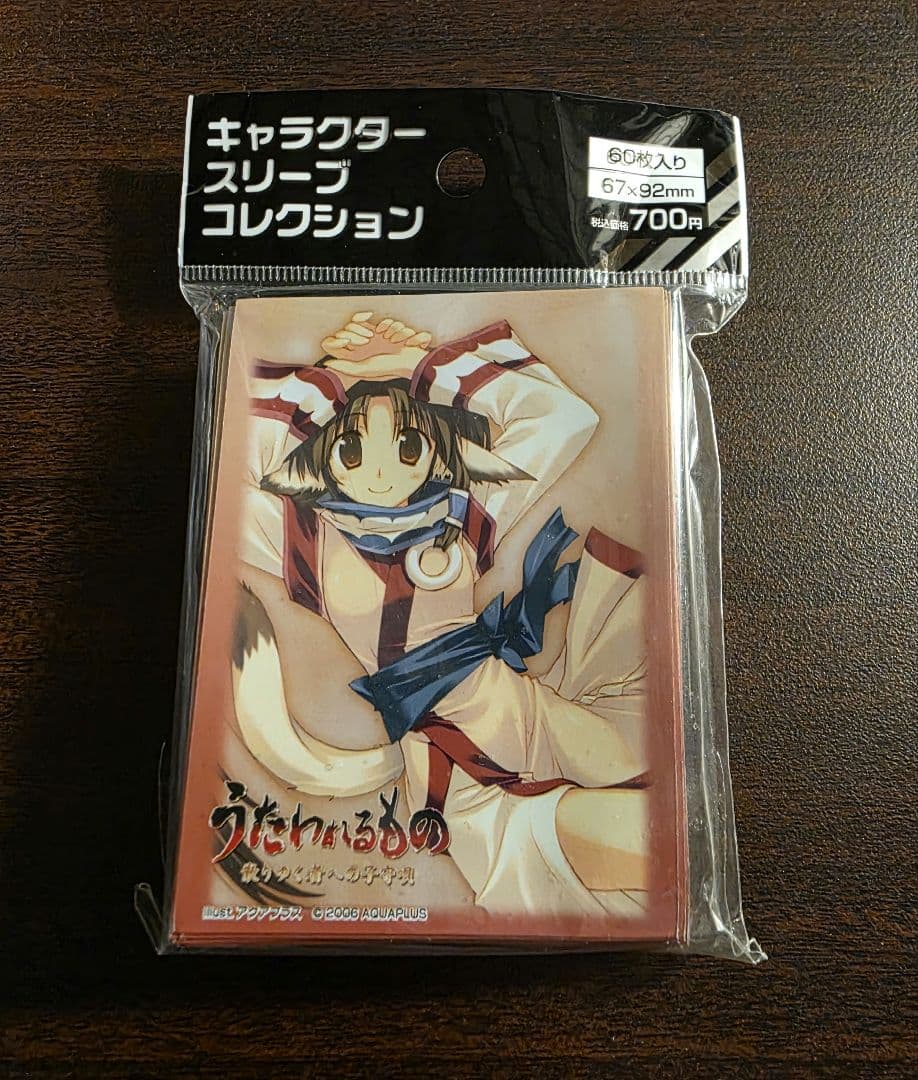 キャラクター
スリーブ
コレクション
60枚入り
67×92mm
税込価格700円
うたわれるもの
散りゆく者への子守唄
illust.アクアプラス ©2006 AQUAPLUS